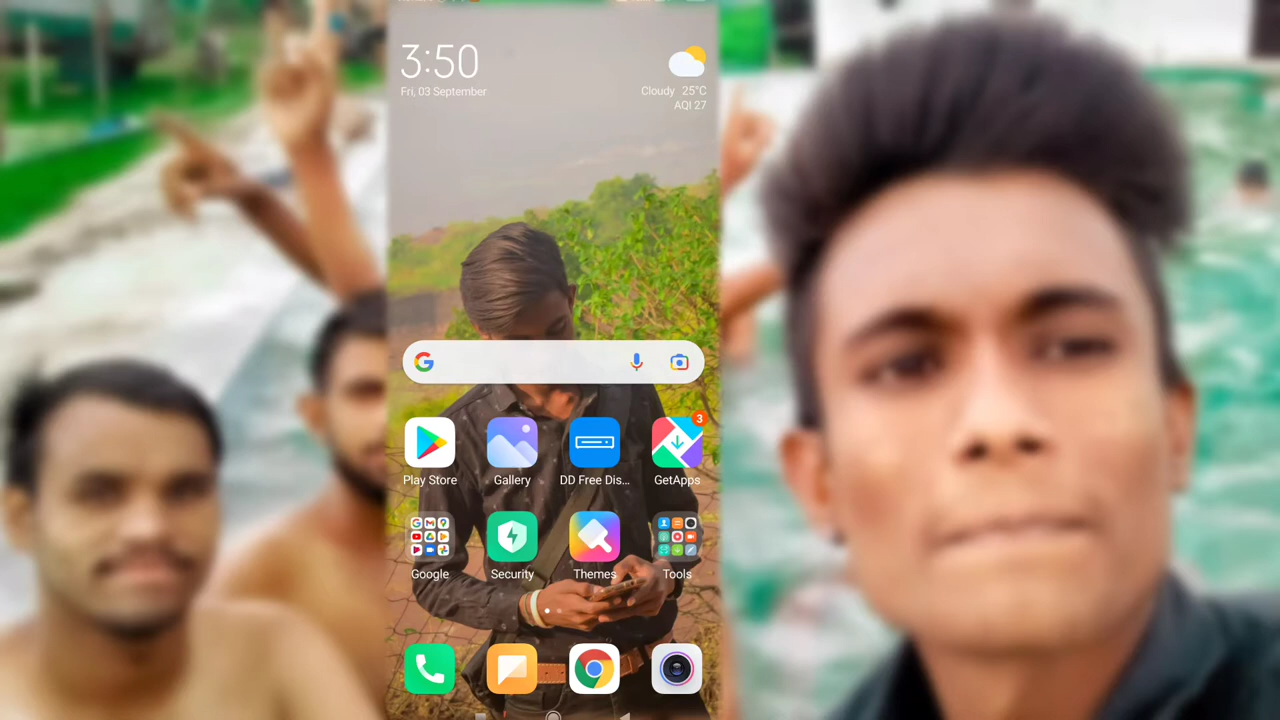 3:50
Fri, 03 September
Cloudy 25°C
AQI 27
3
Play Store
Gallery
DD Free Dis...
GetApps
Google
Security
Themes
Tools